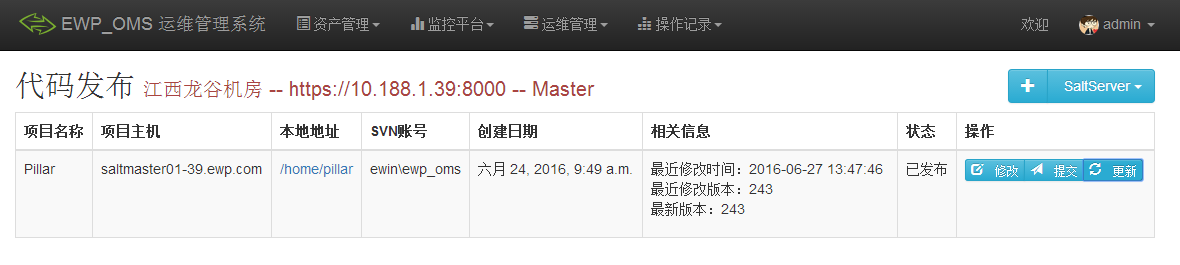 EWP_OMS 运维管理系统 资产管理 监控平台 运维管理 操作记录 欢迎 admin
代码发布 江西龙谷机房 -- https://10.188.1.39:8000 -- Master SaltServer
项目名称 项目主机 本地地址 SVN账号 创建日期 相关信息 状态 操作
Pillar saltmaster01-39.ewp.com /home/pillar ewin\ewp_oms 六月 24, 2016, 9:49 a.m. 最近修改时间：2016-06-27 13:47:46 已发布 修改 提交 更新
最近修改版本：243
最新版本：243